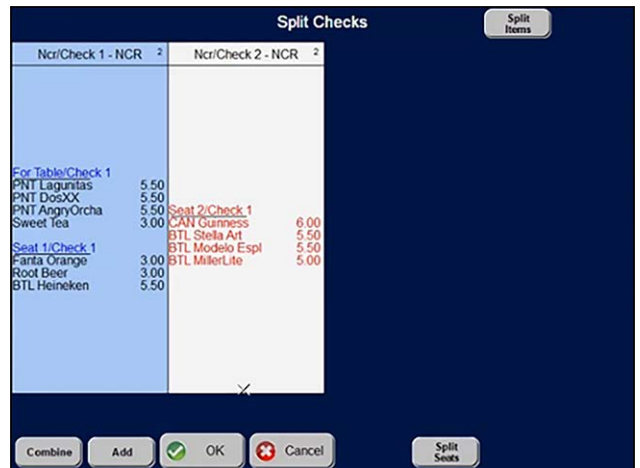 Split Checks
Split
Items
Ncr/Check 1 - NCR 2
Ncr/Check 2 - NCR 2
For Table/Check 1
PNT Lagunitas 5.50
PNT DosXX 5.50
PNT AngryOrcha 5.50
Sweet Tea 3.00
Seat 1/Check 1
Fanta Orange 3.00
Root Beer 3.00
BTL Heineken 5.50
Seat 2/Check 1
CAN Guinness 6.00
BTL Stella Art 5.50
BTL Modelo Espl 5.50
BTL MillerLite 5.00
Combine
Add
OK
Cancel
Split
Seats